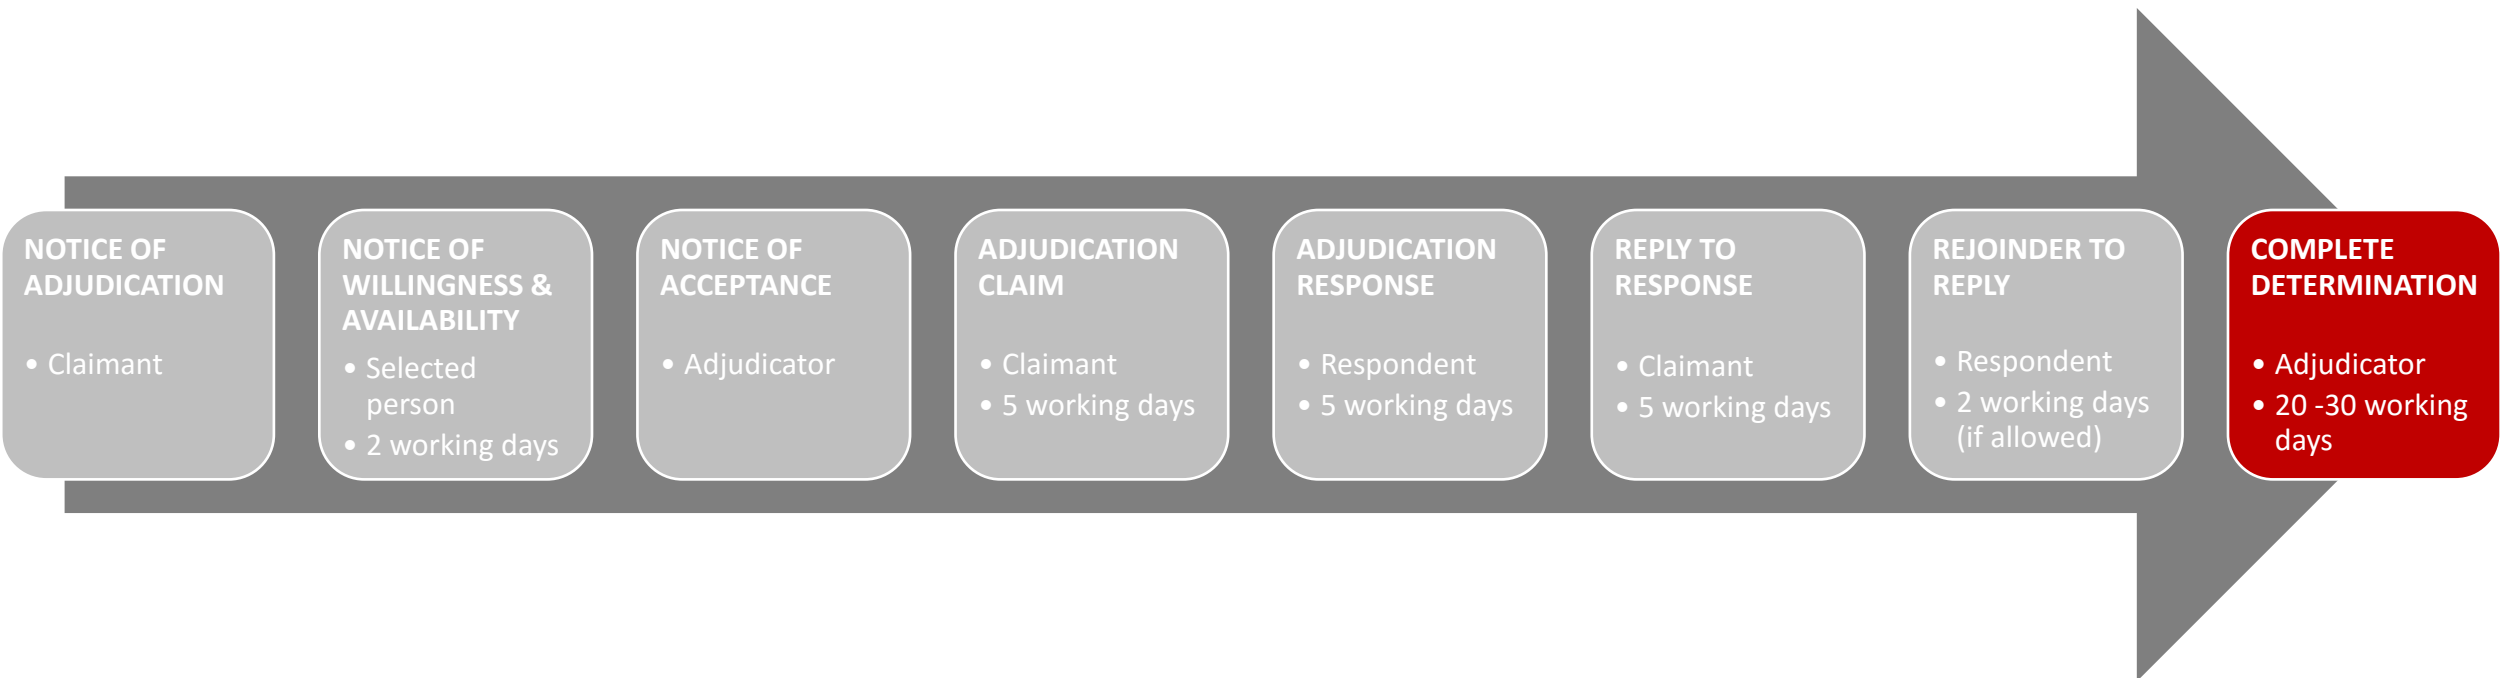 NOTICE OF
ADJUDICATION
• Claimant
NOTICE OF
WILLINGNESS &
AVAILABILITY
• Selected
person
• 2 working days
NOTICE OF
ACCEPTANCE
• Adjudicator
ADJUDICATION
CLAIM
• Claimant
• 5 working days
ADJUDICATION
RESPONSE
• Respondent
• 5 working days
REPLY TO
RESPONSE
• Claimant
• 5 working days
REJOINDER TO
REPLY
• Respondent
• 2 working days
(if allowed)
COMPLETE
DETERMINATION
• Adjudicator
• 20 -30 working
days